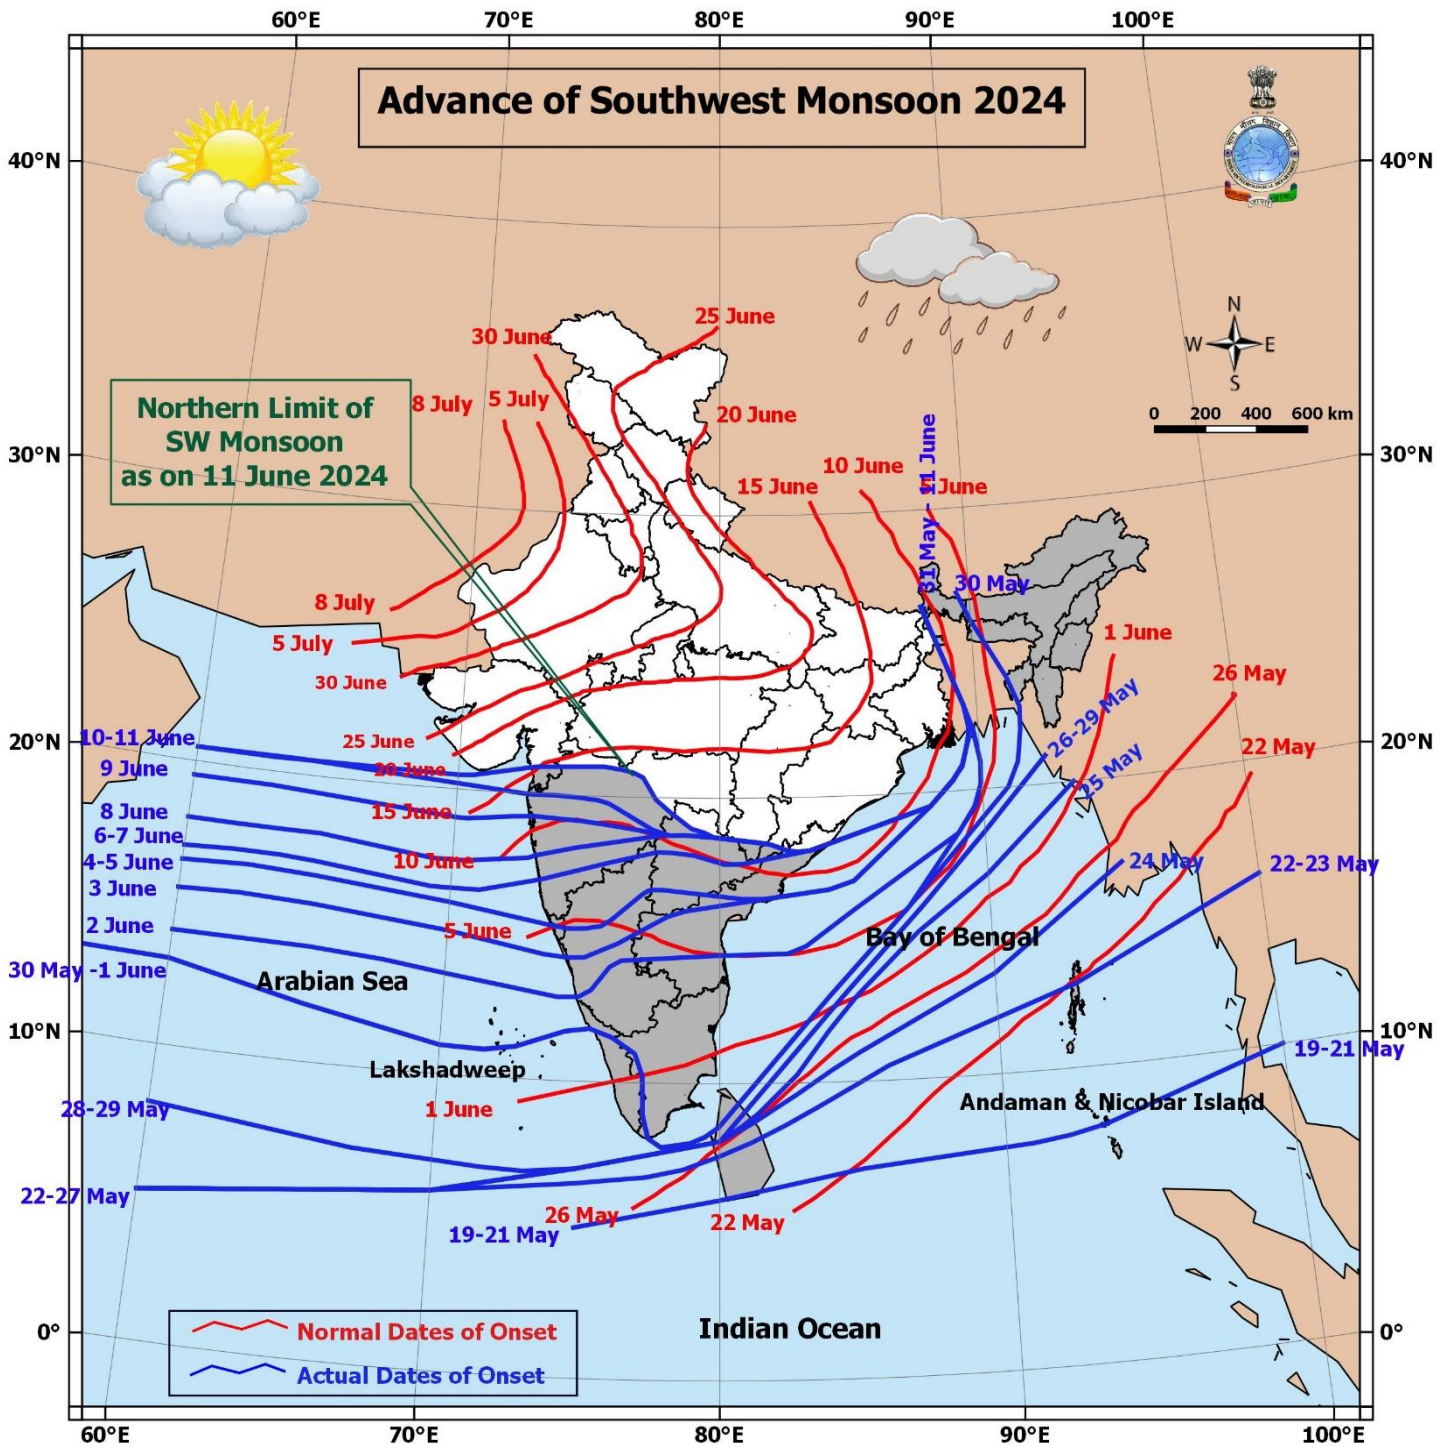 60°E 70°E 80°E 90°E 100°E
Advance of Southwest Monsoon 2024
40°N 40°N
N
W E
S
0 200 400 600 km
25 June
30 June
Northern Limit of
SW Monsoon
as on 11 June 2024
8 July 5 July
20 June
30°N 30°N
10 June
15 June
5 June
31 May - 11 June
30 May
8 July
5 July
1 June
30 June
26 May
26-29 May
10-11 June
25 June
20°N 20°N
22 May
9 June
20 June
25 May
8 June
15 June
6-7 June
4-5 June
10 June
24 May
22-23 May
3 June
2 June
5 June
Bay of Bengal
30 May -1 June
Arabian Sea
10°N 10°N
19-21 May
Lakshadweep
28-29 May
1 June
Andaman & Nicobar Island
22-27 May
26 May
22 May
19-21 May
0° 0°
Indian Ocean
Normal Dates of Onset
Actual Dates of Onset
60°E 70°E 80°E 90°E 100°E